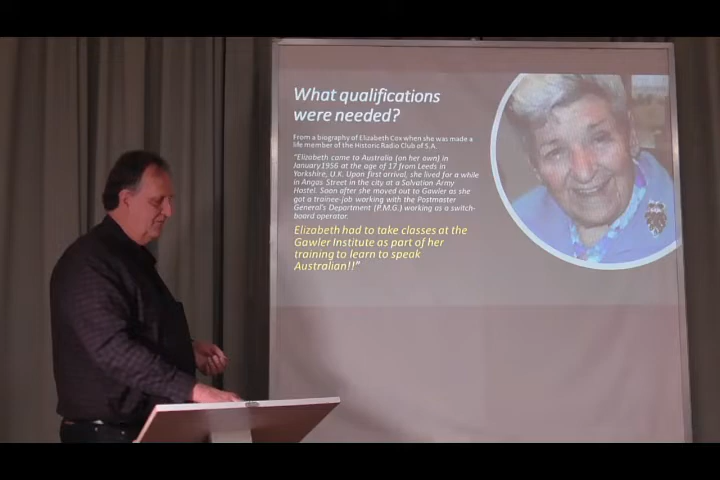 What qualifications
were needed?
From a biography of Elizabeth Cox when she was made a
life member of the Historic Radio Club of S.A.
"Elizabeth come to Australia (on her own) in
January1956 at the age of 17 from Leeds in
Yorkshire, U.K. Upon first arrival, she lived for a while
in Angas Street in the city at a Salvation Army
Hostel. Soon after she moved out to Gawler as she
got a trainee-job working with the Postmaster
General's Department (P.M.G.) working as a switch-
board operator.
Elizabeth had to take classes at the
Gawler Institute as part of her
training to learn to speak
Australian!!"